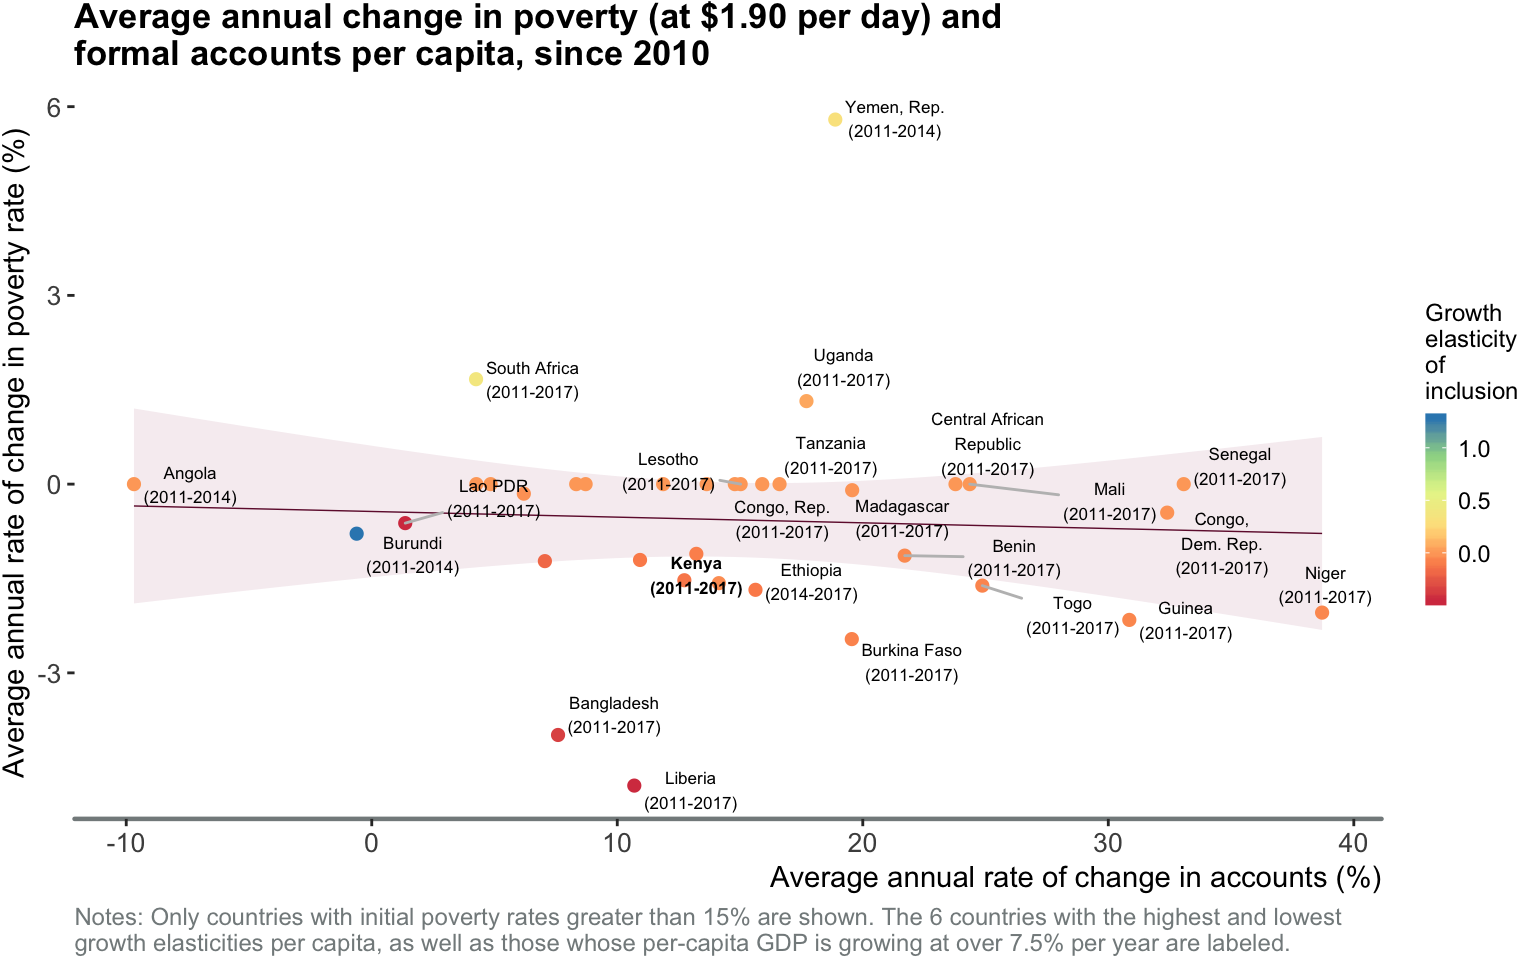 Average annual change in poverty (at $1.90 per day) and
formal accounts per capita, since 2010
Average annual rate of change in poverty rate (%)
6
3
0
-3
Yemen, Rep.
(2011-2014)
South Africa
(2011-2017)
Uganda
(2011-2017)
Central African
Republic
(2011-2017)
Tanzania
(2011-2017)
Lesotho
(2011-2017)
Senegal
(2011-2017)
Angola
(2011-2014)
Lao PDR
(2011-2017)
Mali
(2011-2017)
Congo, Rep.
(2011-2017)
Madagascar
(2011-2017)
Congo,
Dem. Rep.
(2011-2017)
Burundi
(2011-2014)
Benin
(2011-2017)
Kenya
(2011-2017)
Ethiopia
(2014-2017)
Niger
(2011-2017)
Togo
(2011-2017)
Guinea
(2011-2017)
Burkina Faso
(2011-2017)
Bangladesh
(2011-2017)
Liberia
(2011-2017)
-10
0
10
20
30
40
Average annual rate of change in accounts (%)
Growth
elasticity
of
inclusion
1.0
0.5
0.0
Notes: Only countries with initial poverty rates greater than 15% are shown. The 6 countries with the highest and lowest
growth elasticities per capita, as well as those whose per-capita GDP is growing at over 7.5% per year are labeled.